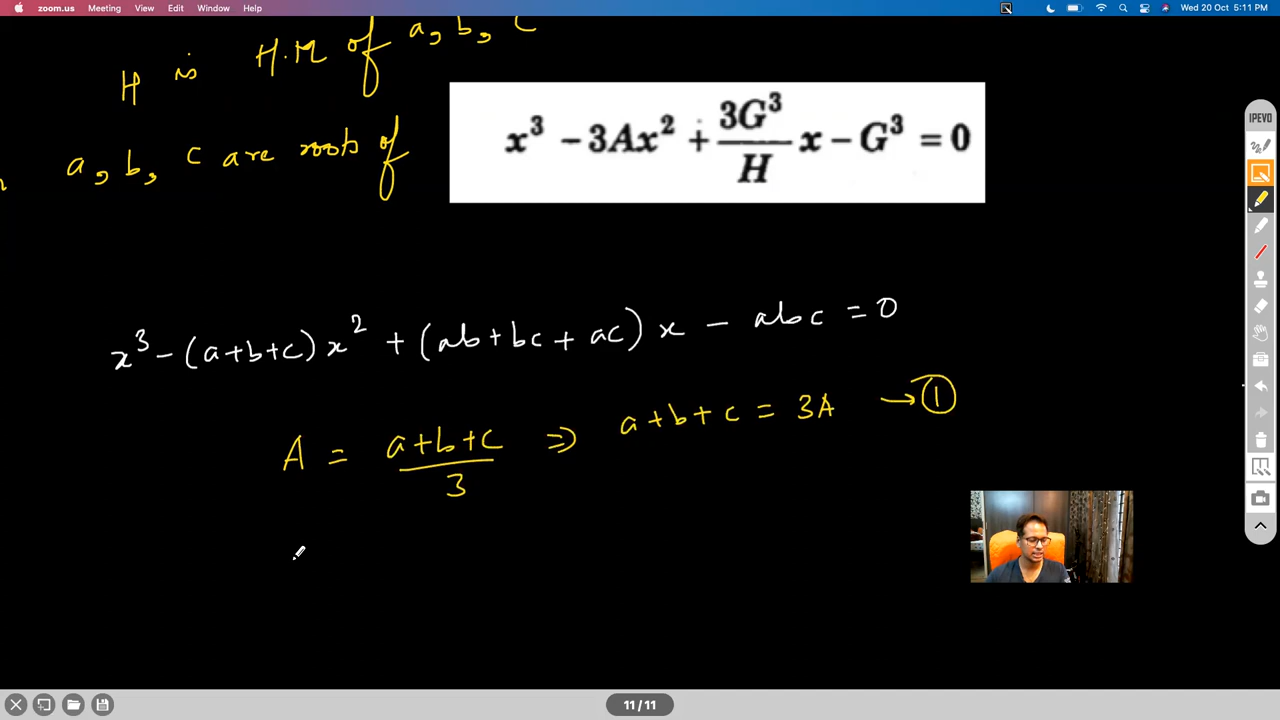 zoom.us Meeting View Edit Window Help Wed 20 Oct 5:11 PM
H is H.M of a, b, c
a, b, c are roots of
x³ − 3Ax² + 3G³/H x − G³ = 0
IPEVO
x³ − (a+b+c) x² + (ab + bc + ac) x − abc = 0
A = a+b+c/3 ⇒ a+b+c = 3A → ①
11 / 11